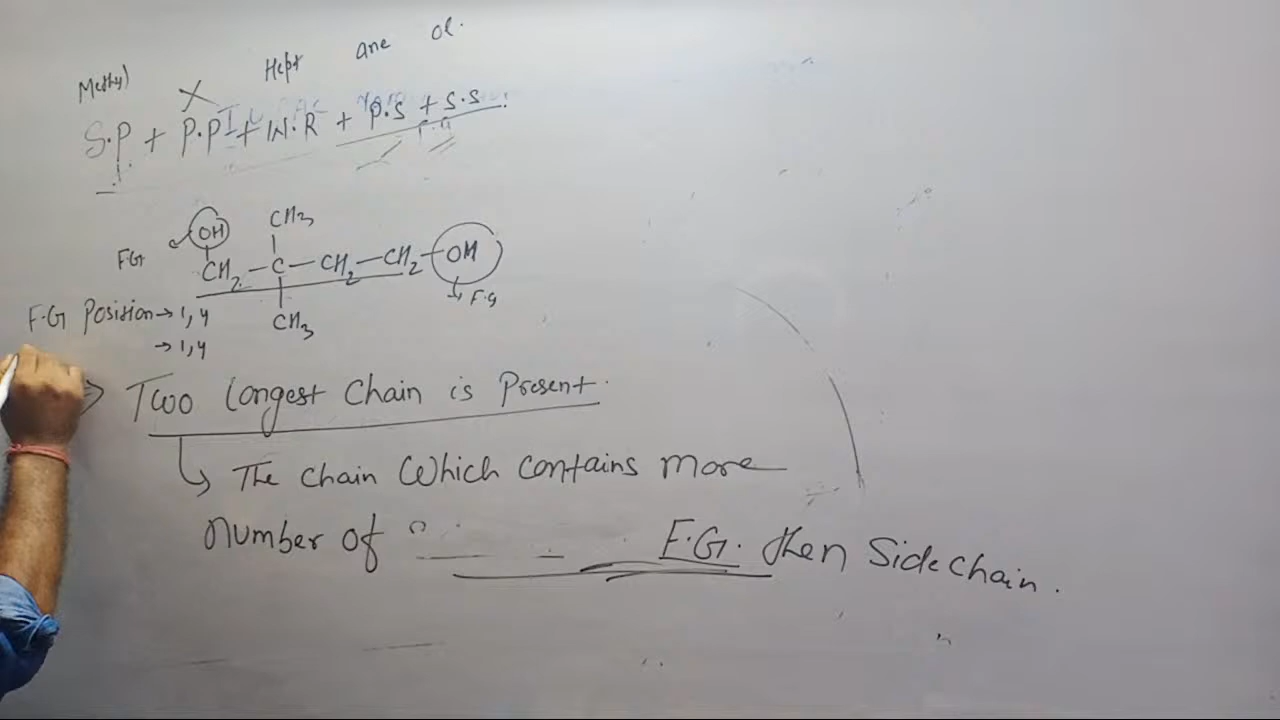 Methyl X Hept ane ol.
S.P + P.P + W.R + P.S + S.S
OH CH3
FG CH2 — C — CH2 — CH2 — OH
F.G
F.G Position → 1,4 CH3
→ 1,4
⇒ Two Longest Chain is Present.
↳ The Chain Which Contains More
number of F.G. then Side Chain.